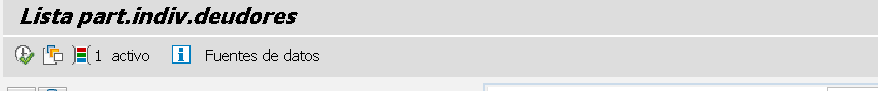 Lista part.indiv.deudores
1 activo Fuentes de datos